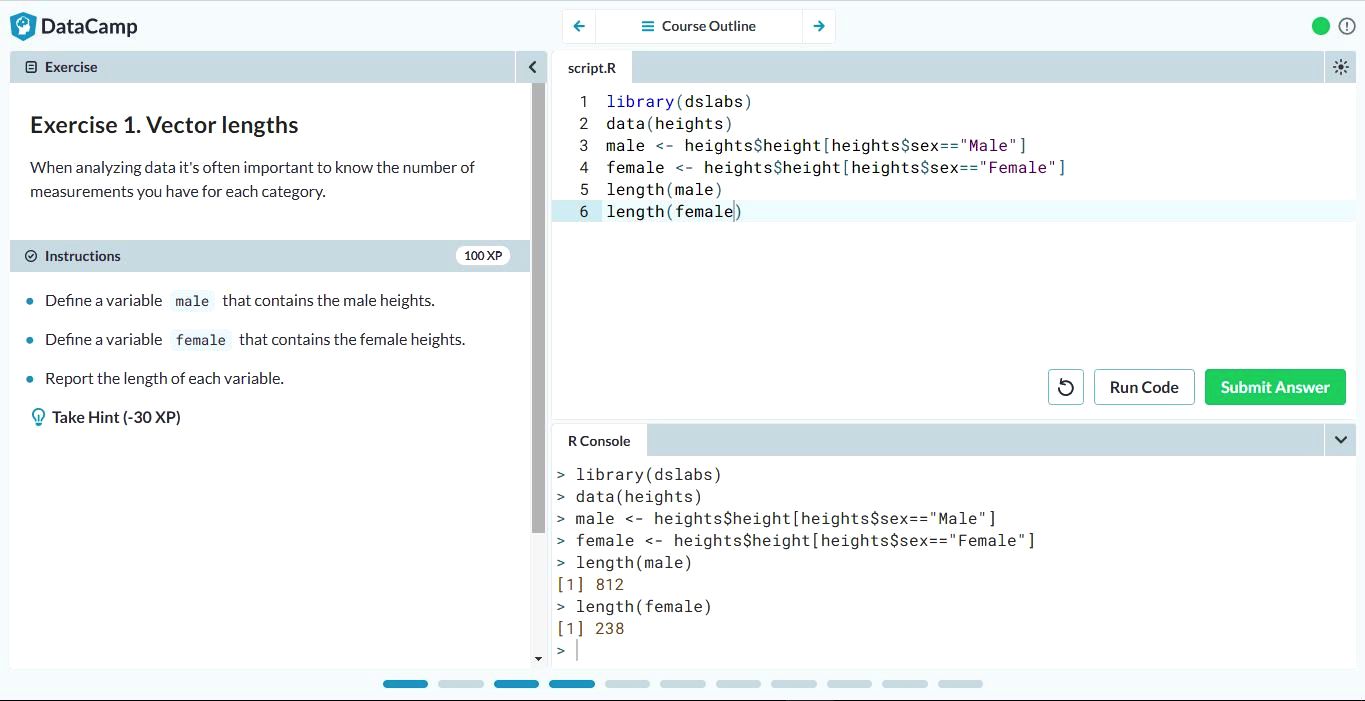 DataCamp
Course Outline
Exercise
Exercise 1. Vector lengths
When analyzing data it's often important to know the number of
measurements you have for each category.
Instructions
100 XP
Define a variable male that contains the male heights.
Define a variable female that contains the female heights.
Report the length of each variable.
Take Hint (-30 XP)
script.R
1 library(dslabs)
2 data(heights)
3 male <- heights$height[heights$sex=="Male"]
4 female <- heights$height[heights$sex=="Female"]
5 length(male)
6 length(female)
Run Code
Submit Answer
R Console
> library(dslabs)
> data(heights)
> male <- heights$height[heights$sex=="Male"]
> female <- heights$height[heights$sex=="Female"]
> length(male)
[1] 812
> length(female)
[1] 238
>